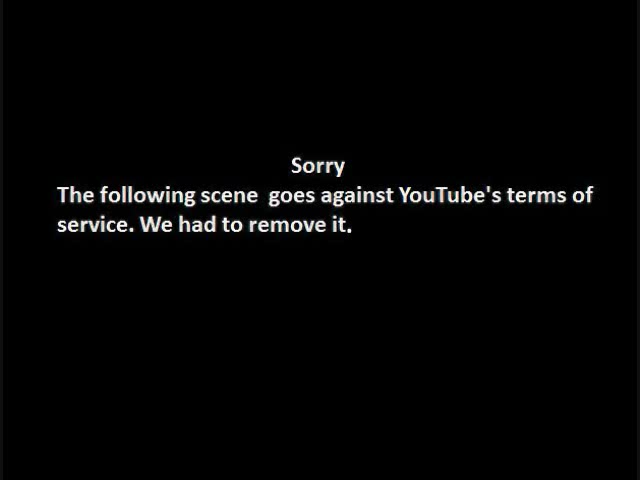 Sorry
The following scene  goes against YouTube's terms of
service. We had to remove it.